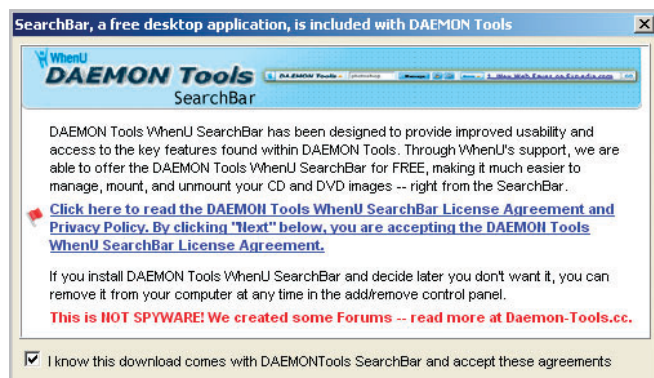 SearchBar, a free desktop application, is included with DAEMON Tools
WhenU
DAEMON Tools
SearchBar
DAEMON Tools
photoshop
DAEMON Tools WhenU SearchBar has been designed to provide improved usability and
access to the key features found within DAEMON Tools. Through WhenU's support, we are
able to offer the DAEMON Tools WhenU SearchBar for FREE, making it much easier to
manage, mount, and unmount your CD and DVD images -- right from the SearchBar.
Click here to read the DAEMON Tools WhenU SearchBar License Agreement and
Privacy Policy. By clicking "Next" below, you are accepting the DAEMON Tools
WhenU SearchBar License Agreement.
If you install DAEMON Tools WhenU SearchBar and decide later you don't want it, you can
remove it from your computer at any time in the add/remove control panel.
This is NOT SPYWARE! We created some Forums -- read more at Daemon-Tools.cc.
I know this download comes with DAEMONTools SearchBar and accept these agreements